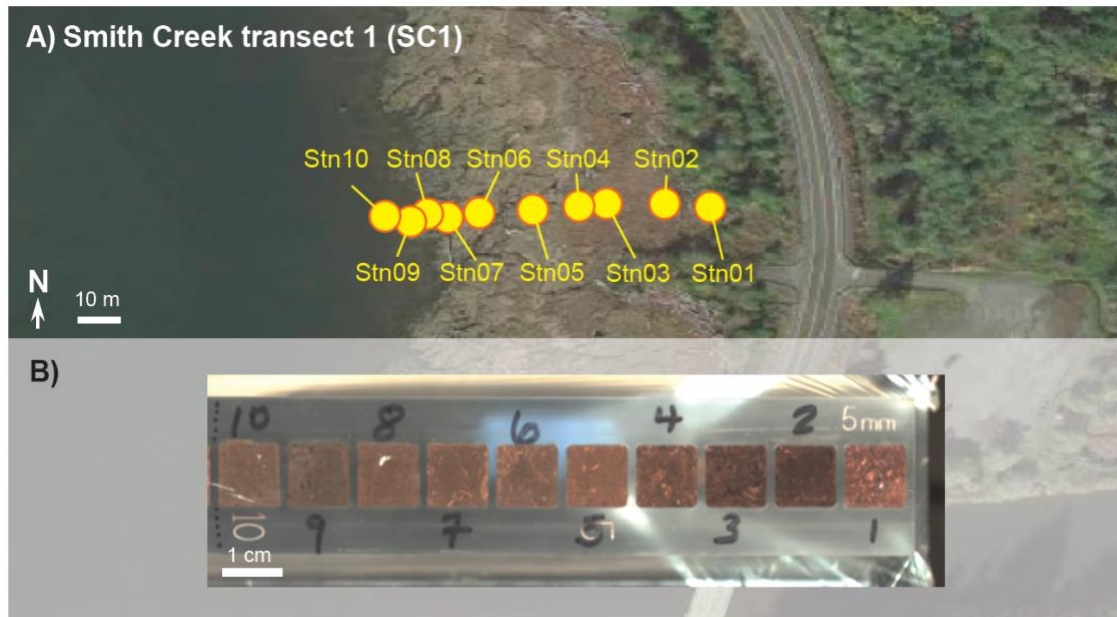 A) Smith Creek transect 1 (SC1)
Stn10 Stn08 Stn06 Stn04 Stn02
Stn09 Stn07 Stn05 Stn03 Stn01
N
10 m
B)
10 8 6 4 2 5mm
10 9 7 5 3 1
1 cm